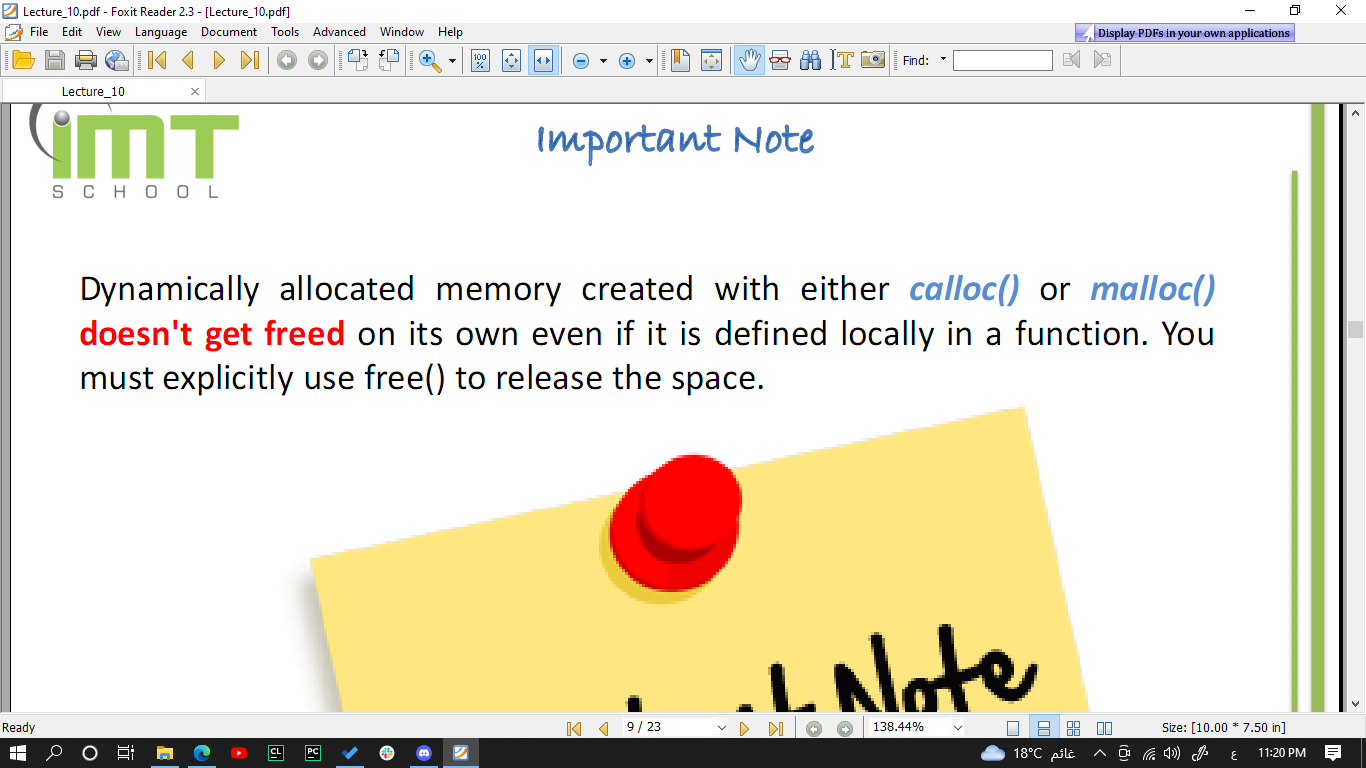 Lecture_10.pdf - Foxit Reader 2.3 - [Lecture_10.pdf]
File Edit View Language Document Tools Advanced Window Help
Display PDFs in your own applications
100 %
Find:
Lecture_10
imT
SCHOOL
Important Note
Dynamically allocated memory created with either calloc() or malloc()
doesn't get freed on its own even if it is defined locally in a function. You
must explicitly use free() to release the space.
Note
Ready 9 / 23 138.44% Size: [10.00 * 7.50 in]
CL PC 18°C غائم ع 11:20 PM